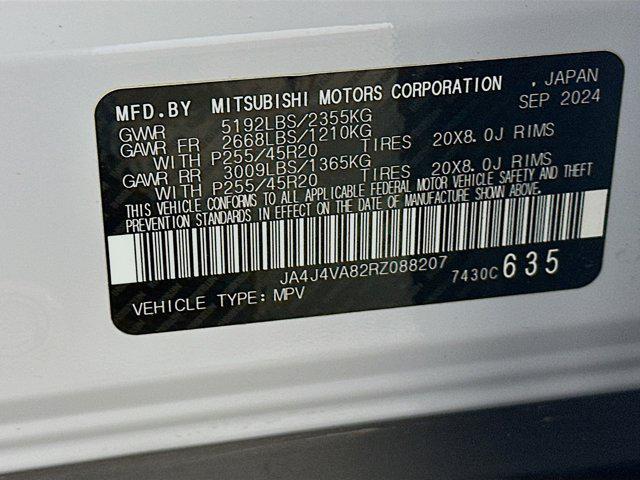 MFD.BY MITSUBISHI MOTORS CORPORATION , JAPAN
SEP 2024
GWWR 5192LBS/2355KG
GAWR FR 2668LBS/1210KG
WITH P255/45R20 TIRES 20X8.0J RIMS
GAWR RR 3009LBS/1365KG
WITH P255/45R20 TIRES 20X8.0J RIMS
THIS VEHICLE CONFORMS TO ALL APPLICABLE FEDERAL MOTOR VEHICLE SAFETY AND THEFT
PREVENTION STANDARDS IN EFFECT ON THE DATE OF MANUFACTURE SHOWN ABOVE.
JA4J4VA82RZ088207 7430C 635
VEHICLE TYPE: MPV